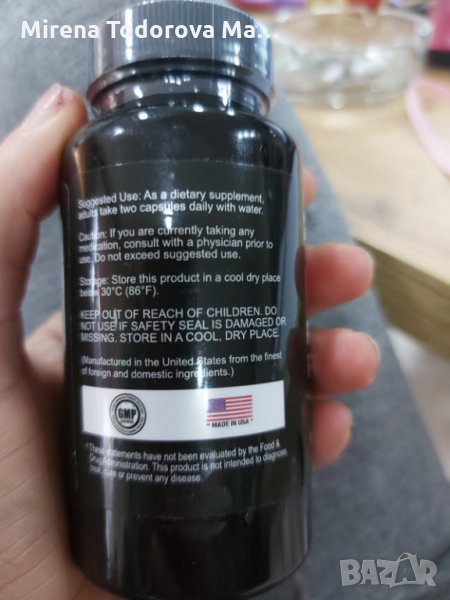 Mirena Todorova Ma...
Suggested Use: As a dietary supplement,
adults take two capsules daily with water.
Caution: If you are currently taking any
medication, consult with a physician prior to
use. Do not exceed suggested use.
Storage: Store this product in a cool dry place
below 30°C (86°F).
KEEP OUT OF REACH OF CHILDREN. DO
NOT USE IF SAFETY SEAL IS DAMAGED OR
MISSING. STORE IN A COOL, DRY PLACE.
(Manufactured in the United States from the finest
of foreign and domestic ingredients.)
GMP
* MADE IN USA *
*These statements have not been evaluated by the Food &
Drug Administration. This product is not intended to diagnose,
treat, cure or prevent any disease.
BAZAR